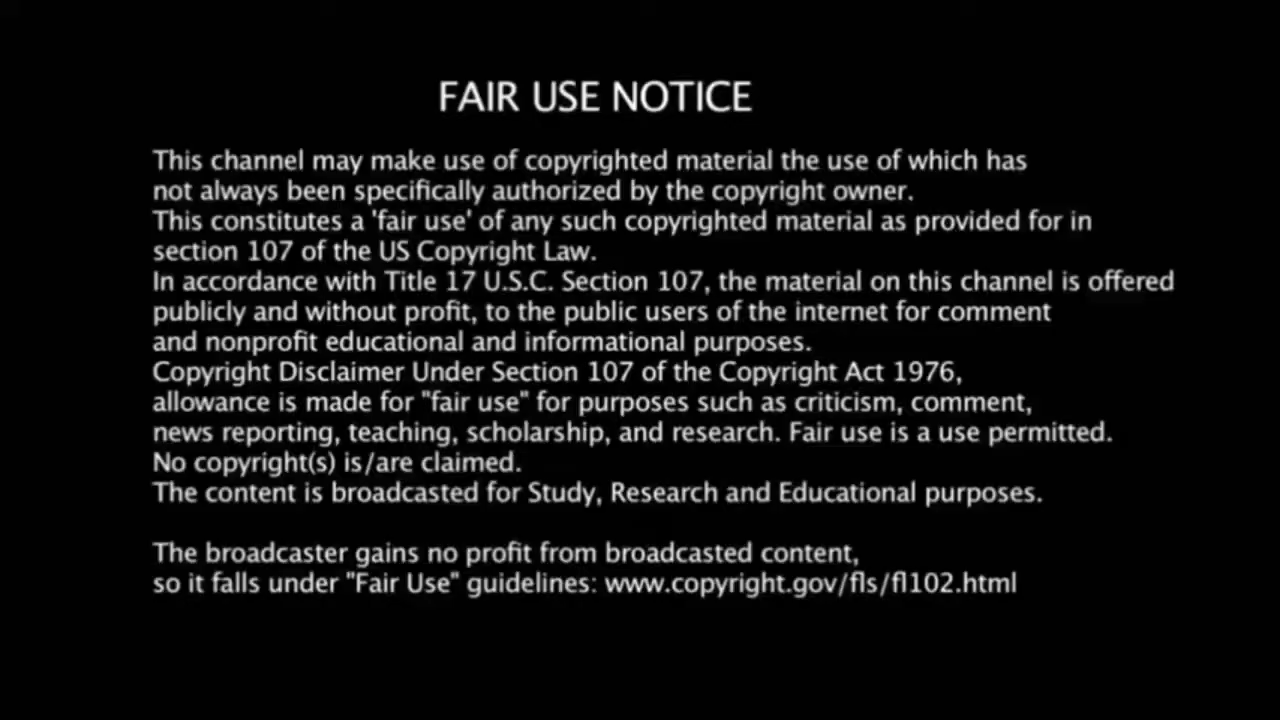 FAIR USE NOTICE
This channel may make use of copyrighted material the use of which has
not always been specifically authorized by the copyright owner.
This constitutes a 'fair use' of any such copyrighted material as provided for in
section 107 of the US Copyright Law.
In accordance with Title 17 U.S.C. Section 107, the material on this channel is offered
publicly and without profit, to the public users of the internet for comment
and nonprofit educational and informational purposes.
Copyright Disclaimer Under Section 107 of the Copyright Act 1976,
allowance is made for "fair use" for purposes such as criticism, comment,
news reporting, teaching, scholarship, and research. Fair use is a use permitted.
No copyright(s) is/are claimed.
The content is broadcasted for Study, Research and Educational purposes.
The broadcaster gains no profit from broadcasted content,
so it falls under "Fair Use" guidelines: www.copyright.gov/fls/fl102.html